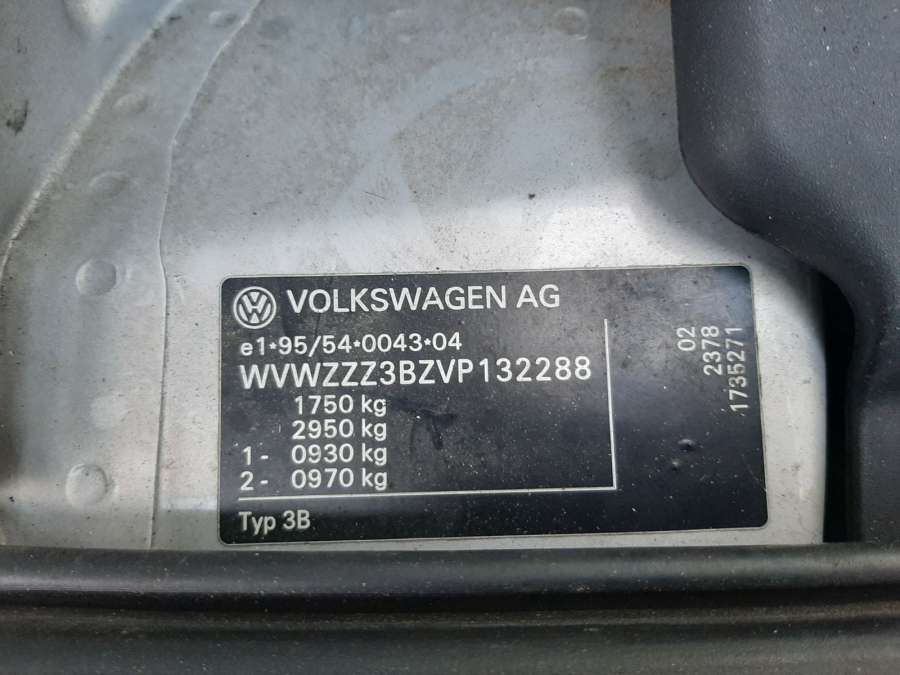 VOLKSWAGEN AG
e1*95/54*0043*04
WVWZZZ3BZVP132288
1750 kg
2950 kg
1- 0930 kg
2- 0970 kg
Typ 3B
02
2378
1735271